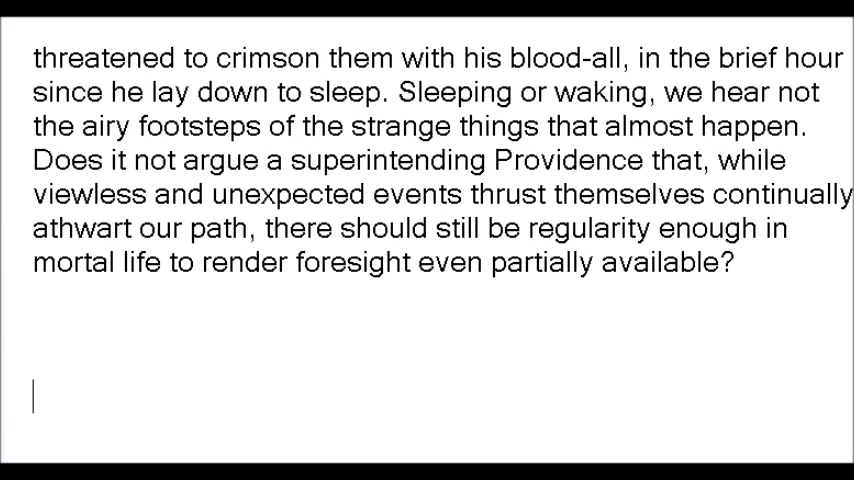 threatened to crimson them with his blood-all, in the brief hour
since he lay down to sleep. Sleeping or waking, we hear not
the airy footsteps of the strange things that almost happen.
Does it not argue a superintending Providence that, while
viewless and unexpected events thrust themselves continually
athwart our path, there should still be regularity enough in
mortal life to render foresight even partially available?